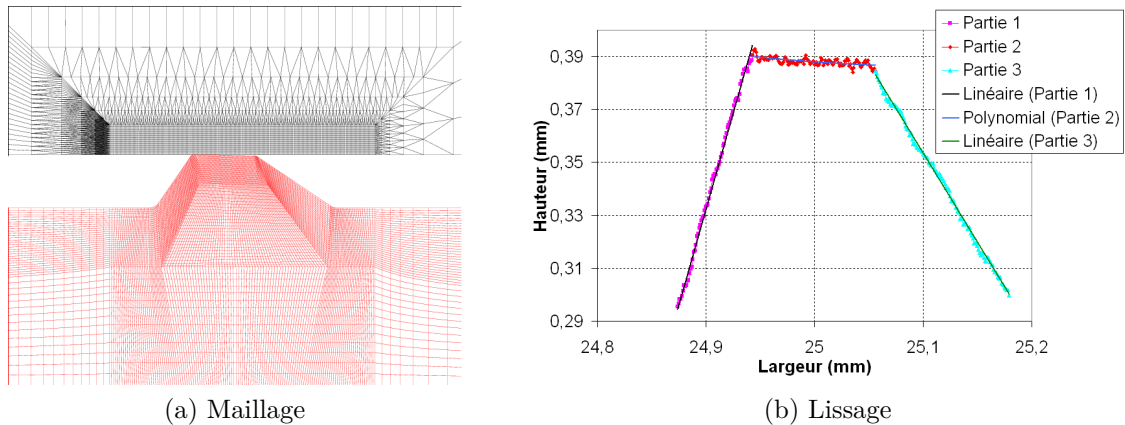 Partie 1
Partie 2
Partie 3
Linéaire (Partie 1)
Polynomial (Partie 2)
Linéaire (Partie 3)
Hauteur (mm)
0,39
0,37
0,35
0,33
0,31
0,29
24,8 24,9 25 25,1 25,2
Largeur (mm)
(a) Maillage
(b) Lissage